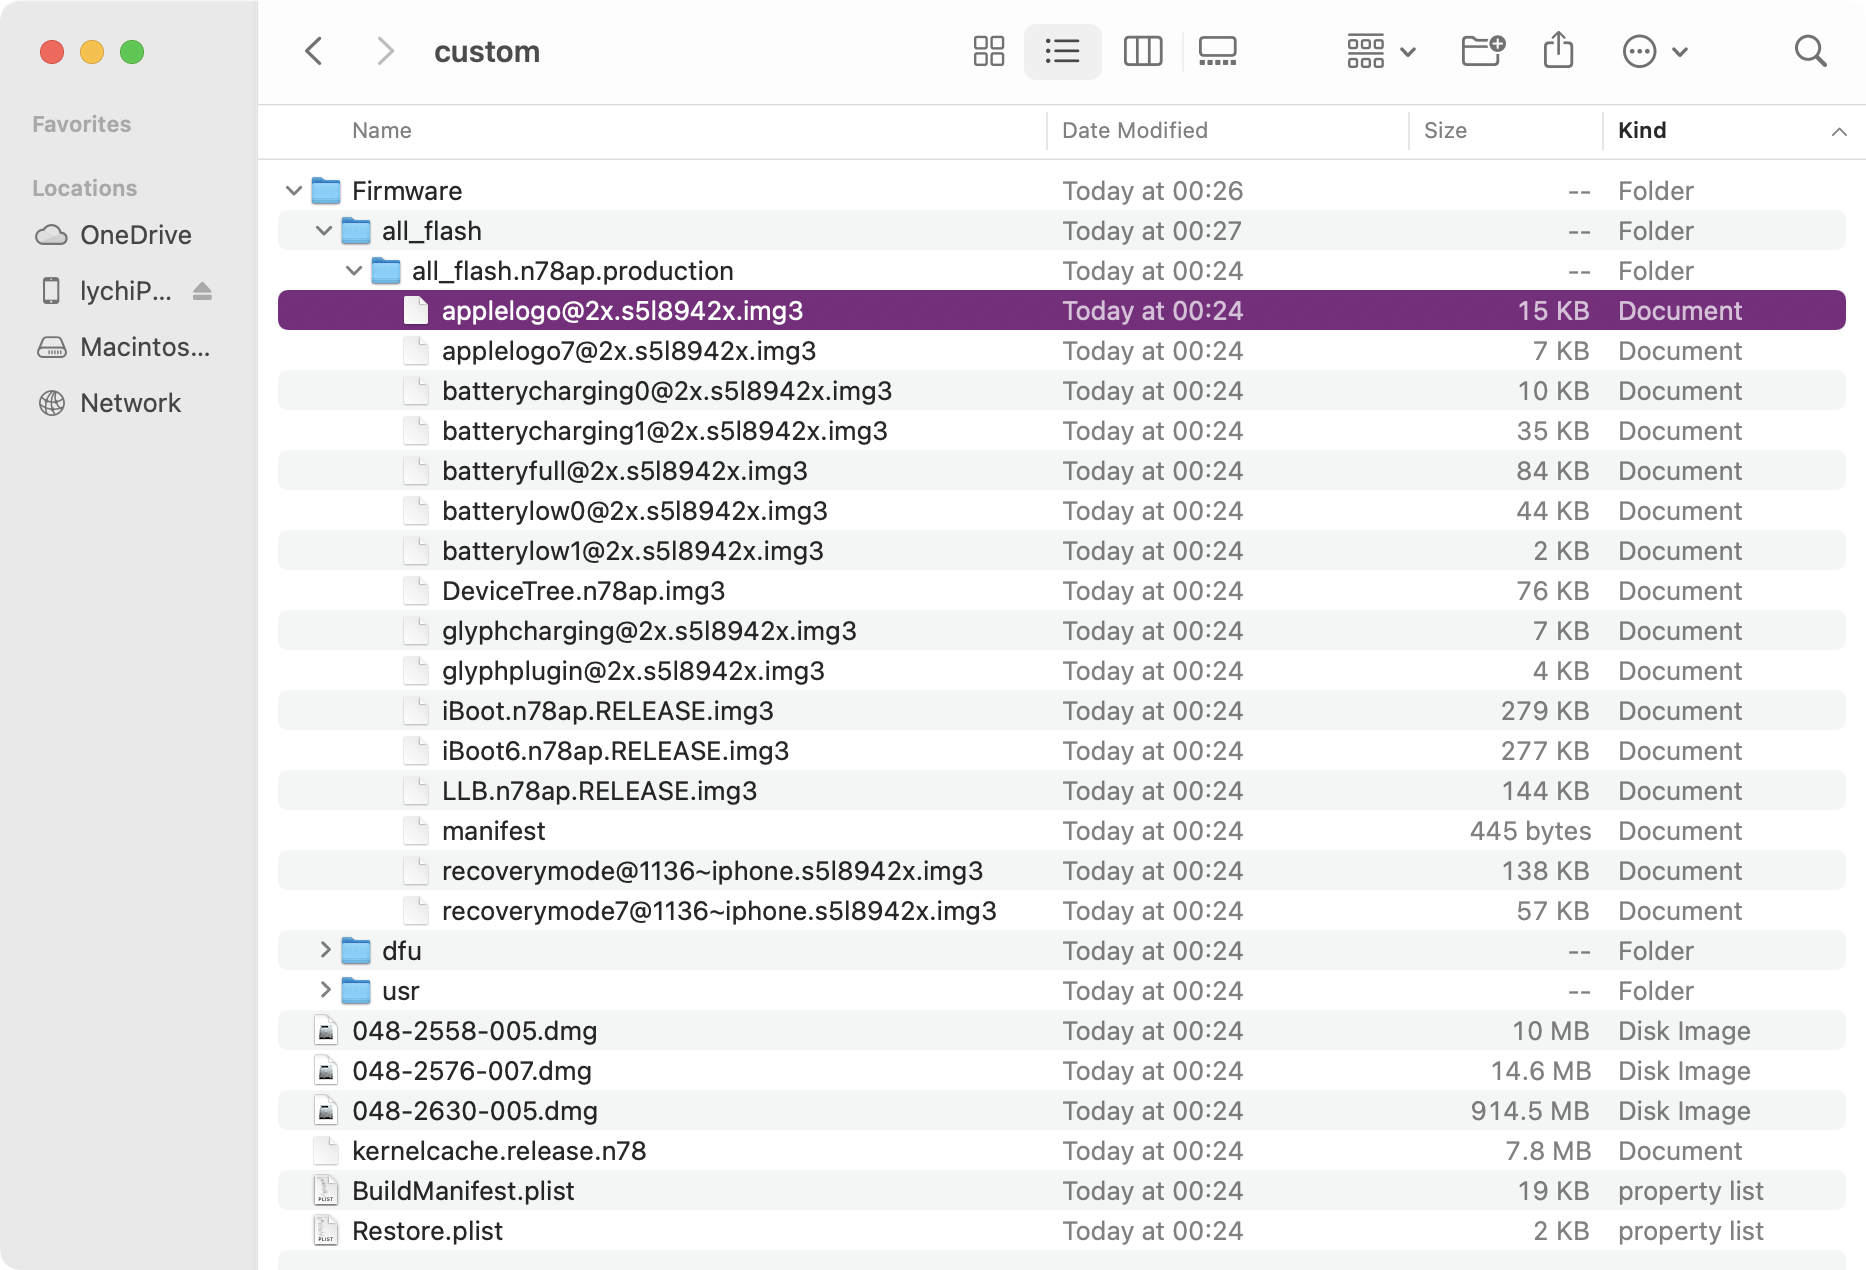 custom
Favorites
Locations
OneDrive
lychiP...
Macintos...
Network
Name Date Modified Size Kind
Firmware Today at 00:26 -- Folder
all_flash Today at 00:27 -- Folder
all_flash.n78ap.production Today at 00:24 -- Folder
applelogo@2x.s5l8942x.img3 Today at 00:24 15 KB Document
applelogo7@2x.s5l8942x.img3 Today at 00:24 7 KB Document
batterycharging0@2x.s5l8942x.img3 Today at 00:24 10 KB Document
batterycharging1@2x.s5l8942x.img3 Today at 00:24 35 KB Document
batteryfull@2x.s5l8942x.img3 Today at 00:24 84 KB Document
batterylow0@2x.s5l8942x.img3 Today at 00:24 44 KB Document
batterylow1@2x.s5l8942x.img3 Today at 00:24 2 KB Document
DeviceTree.n78ap.img3 Today at 00:24 76 KB Document
glyphcharging@2x.s5l8942x.img3 Today at 00:24 7 KB Document
glyphplugin@2x.s5l8942x.img3 Today at 00:24 4 KB Document
iBoot.n78ap.RELEASE.img3 Today at 00:24 279 KB Document
iBoot6.n78ap.RELEASE.img3 Today at 00:24 277 KB Document
LLB.n78ap.RELEASE.img3 Today at 00:24 144 KB Document
manifest Today at 00:24 445 bytes Document
recoverymode@1136~iphone.s5l8942x.img3 Today at 00:24 138 KB Document
recoverymode7@1136~iphone.s5l8942x.img3 Today at 00:24 57 KB Document
dfu Today at 00:24 -- Folder
usr Today at 00:24 -- Folder
048-2558-005.dmg Today at 00:24 10 MB Disk Image
048-2576-007.dmg Today at 00:24 14.6 MB Disk Image
048-2630-005.dmg Today at 00:24 914.5 MB Disk Image
kernelcache.release.n78 Today at 00:24 7.8 MB Document
PLIST BuildManifest.plist Today at 00:24 19 KB property list
PLIST Restore.plist Today at 00:24 2 KB property list